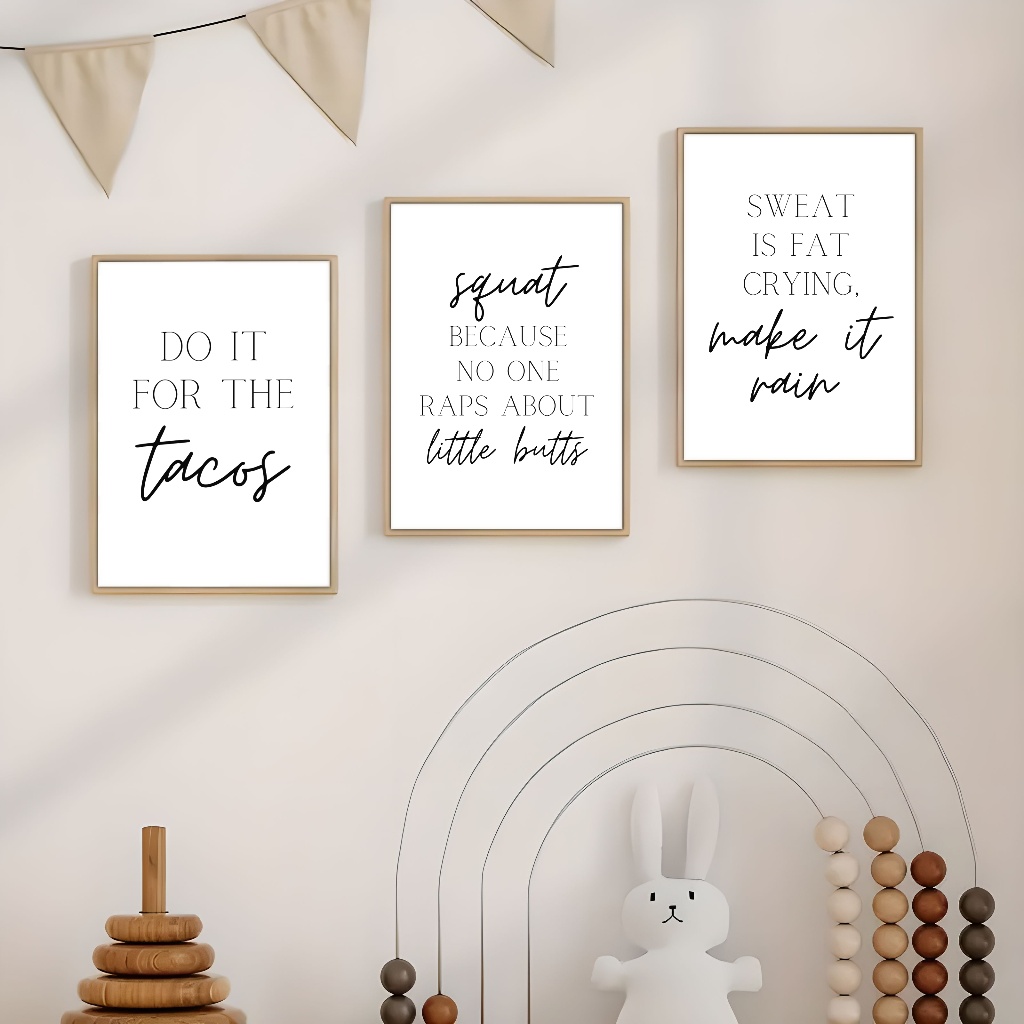 DO IT
FOR THE
tacos
squat
BECAUSE
NO ONE
RAPS ABOUT
little butts
SWEAT
IS FAT
CRYING,
make it
rain